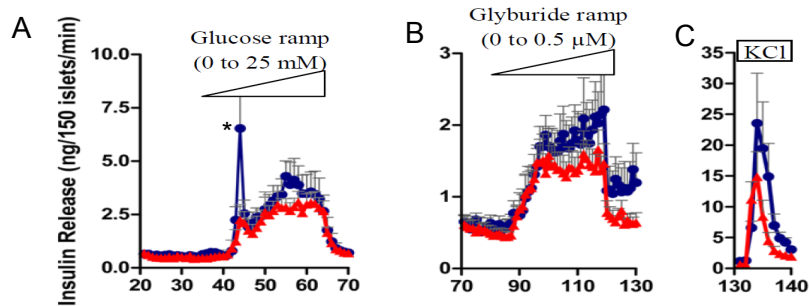 A
Glucose ramp
(0 to 25 mM)
Insulin Release (ng/150 islets/min)
10.0
7.5
5.0
2.5
0.0
*
20 30 40 50 60 70
B
Glyburide ramp
(0 to 0.5 µM)
3
2
1
0
70 90 110 130
C
KCl
35
30
25
20
15
10
5
0
130 140